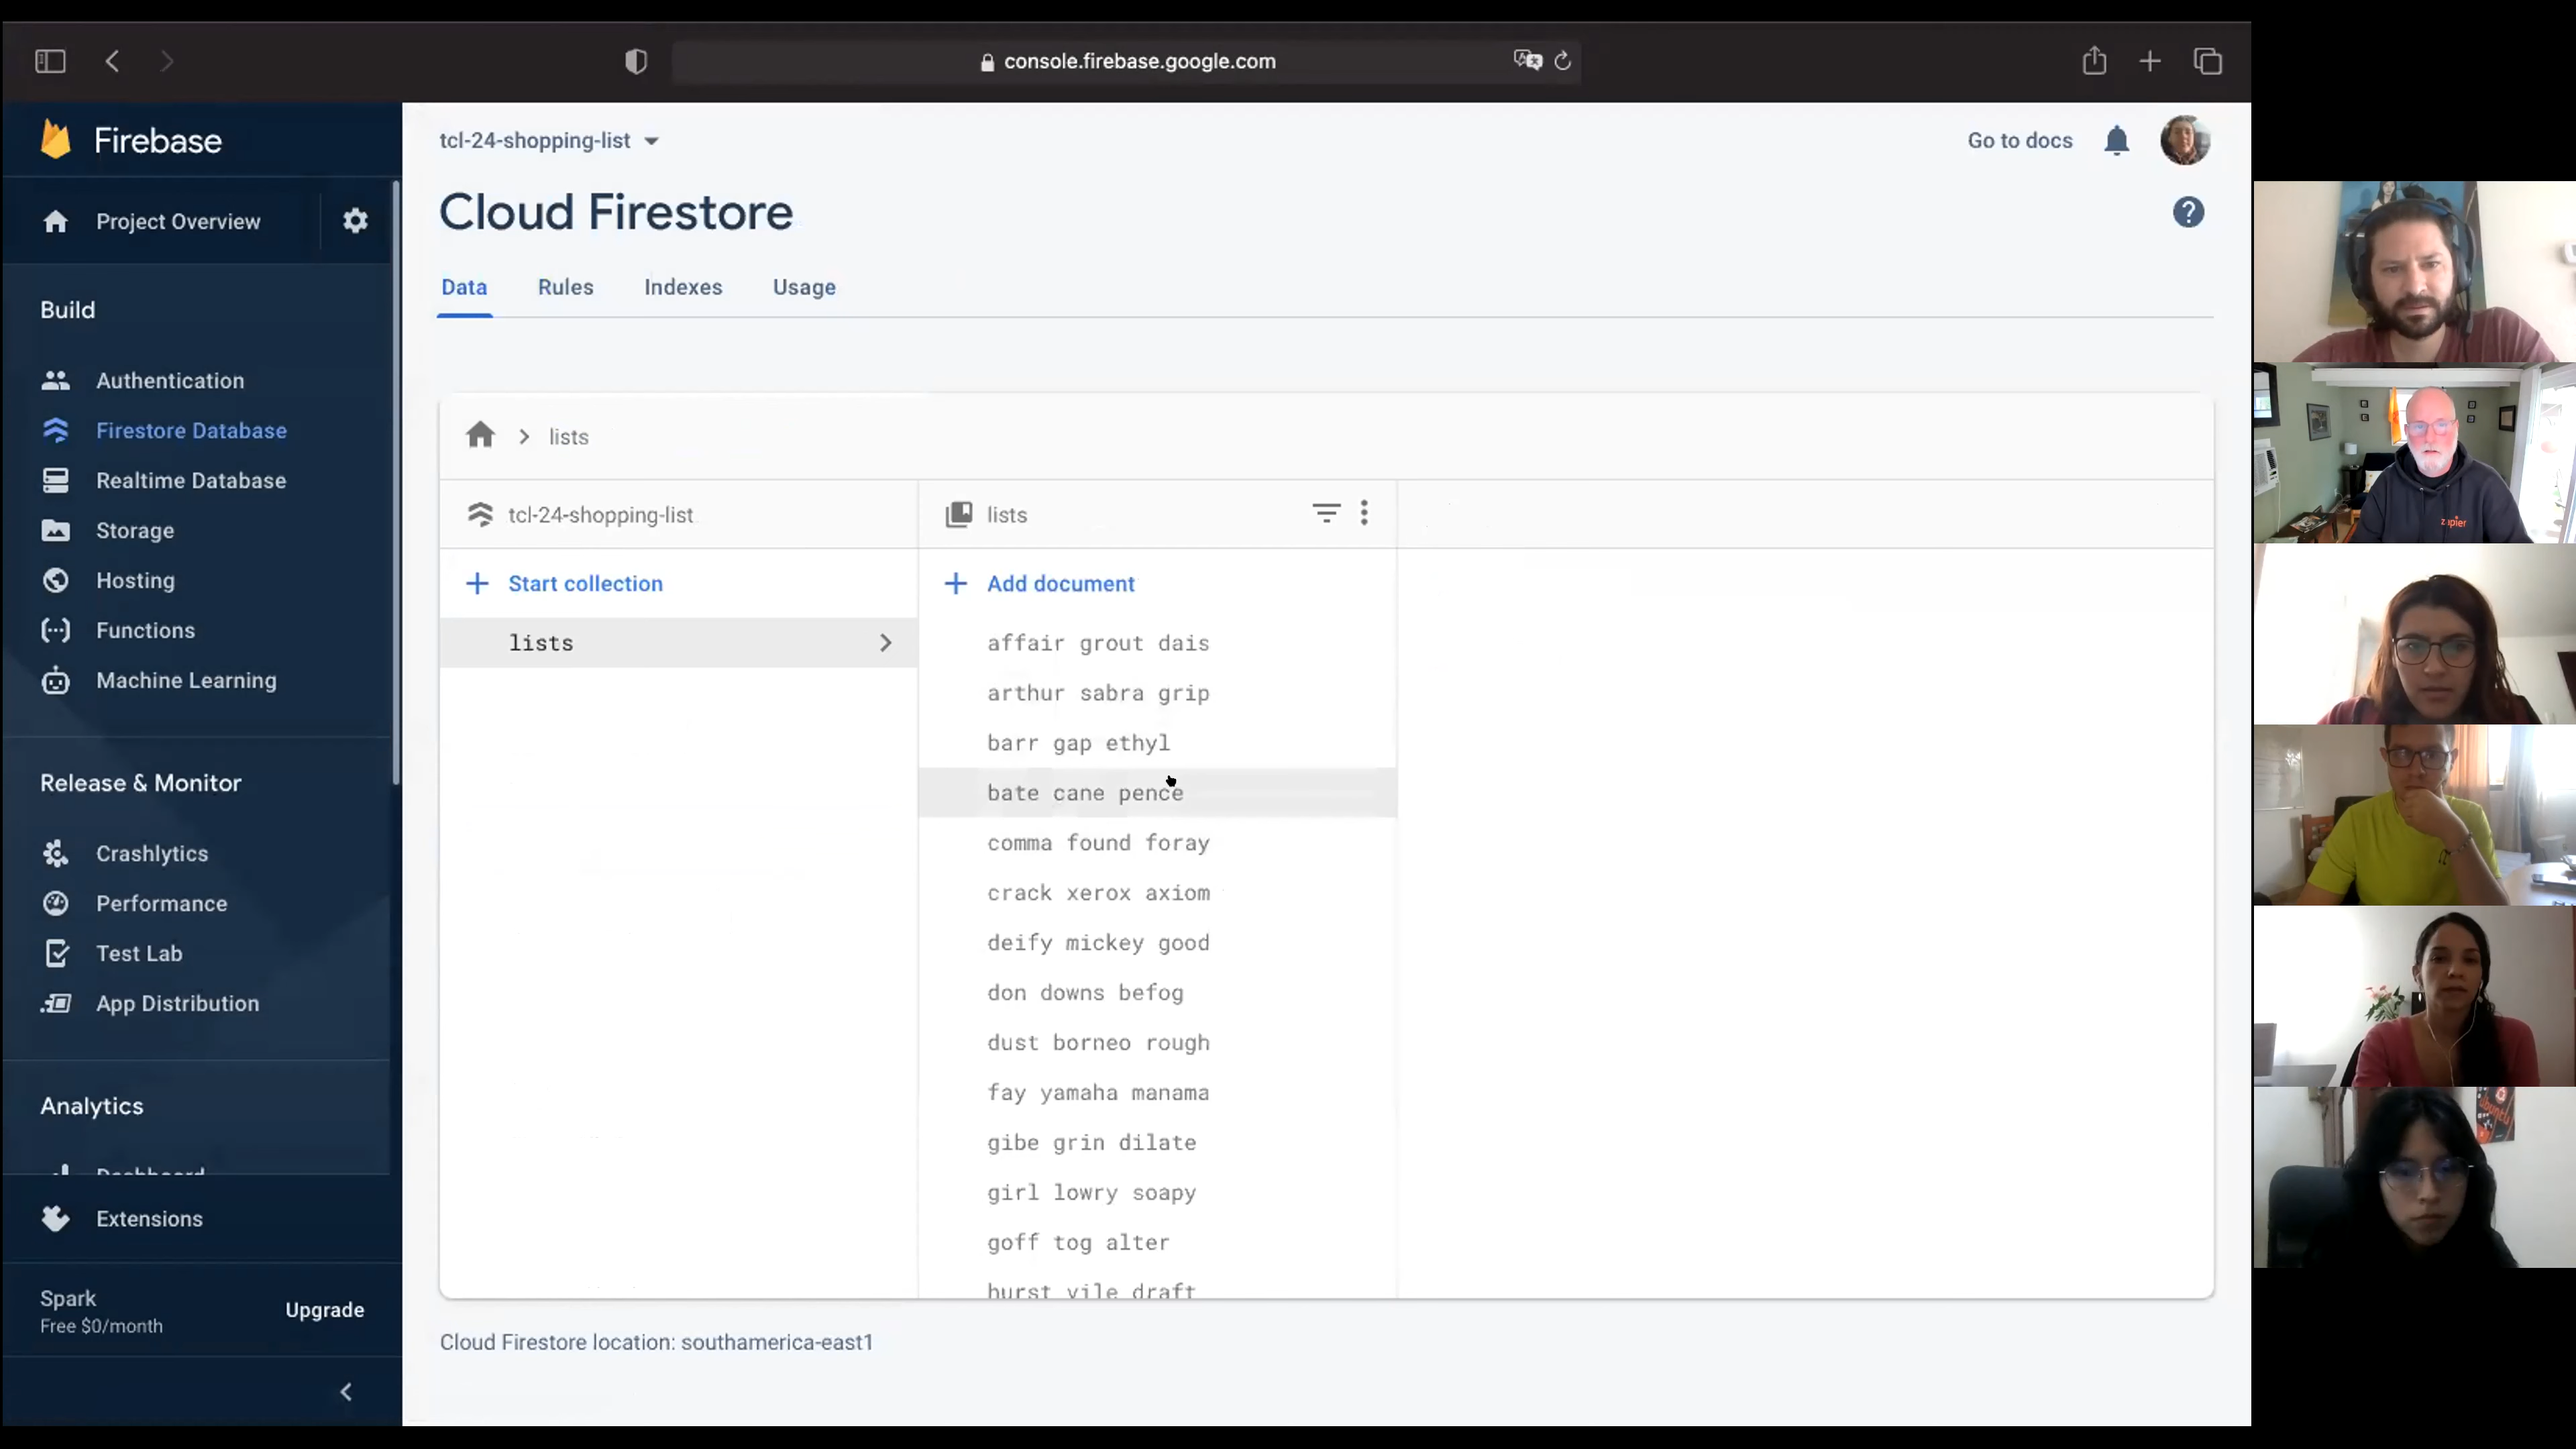 console.firebase.google.com
Firebase
Project Overview
Build
Authentication
Firestore Database
Realtime Database
Storage
Hosting
Functions
Machine Learning
Release & Monitor
Crashlytics
Performance
Test Lab
App Distribution
Analytics
Dashboard
Extensions
Spark
Free $0/month
Upgrade
tcl-24-shopping-list
Go to docs
Cloud Firestore
Data Rules Indexes Usage
lists
tcl-24-shopping-list
Start collection
lists
lists
Add document
affair grout dais
arthur sabra grip
barr gap ethyl
bate cane pence
comma found foray
crack xerox axiom
deify mickey good
don downs befog
dust borneo rough
fay yamaha manama
gibe grin dilate
girl lowry soapy
goff tog alter
hurst vile draft
Cloud Firestore location: southamerica-east1
zapier
ubuntu